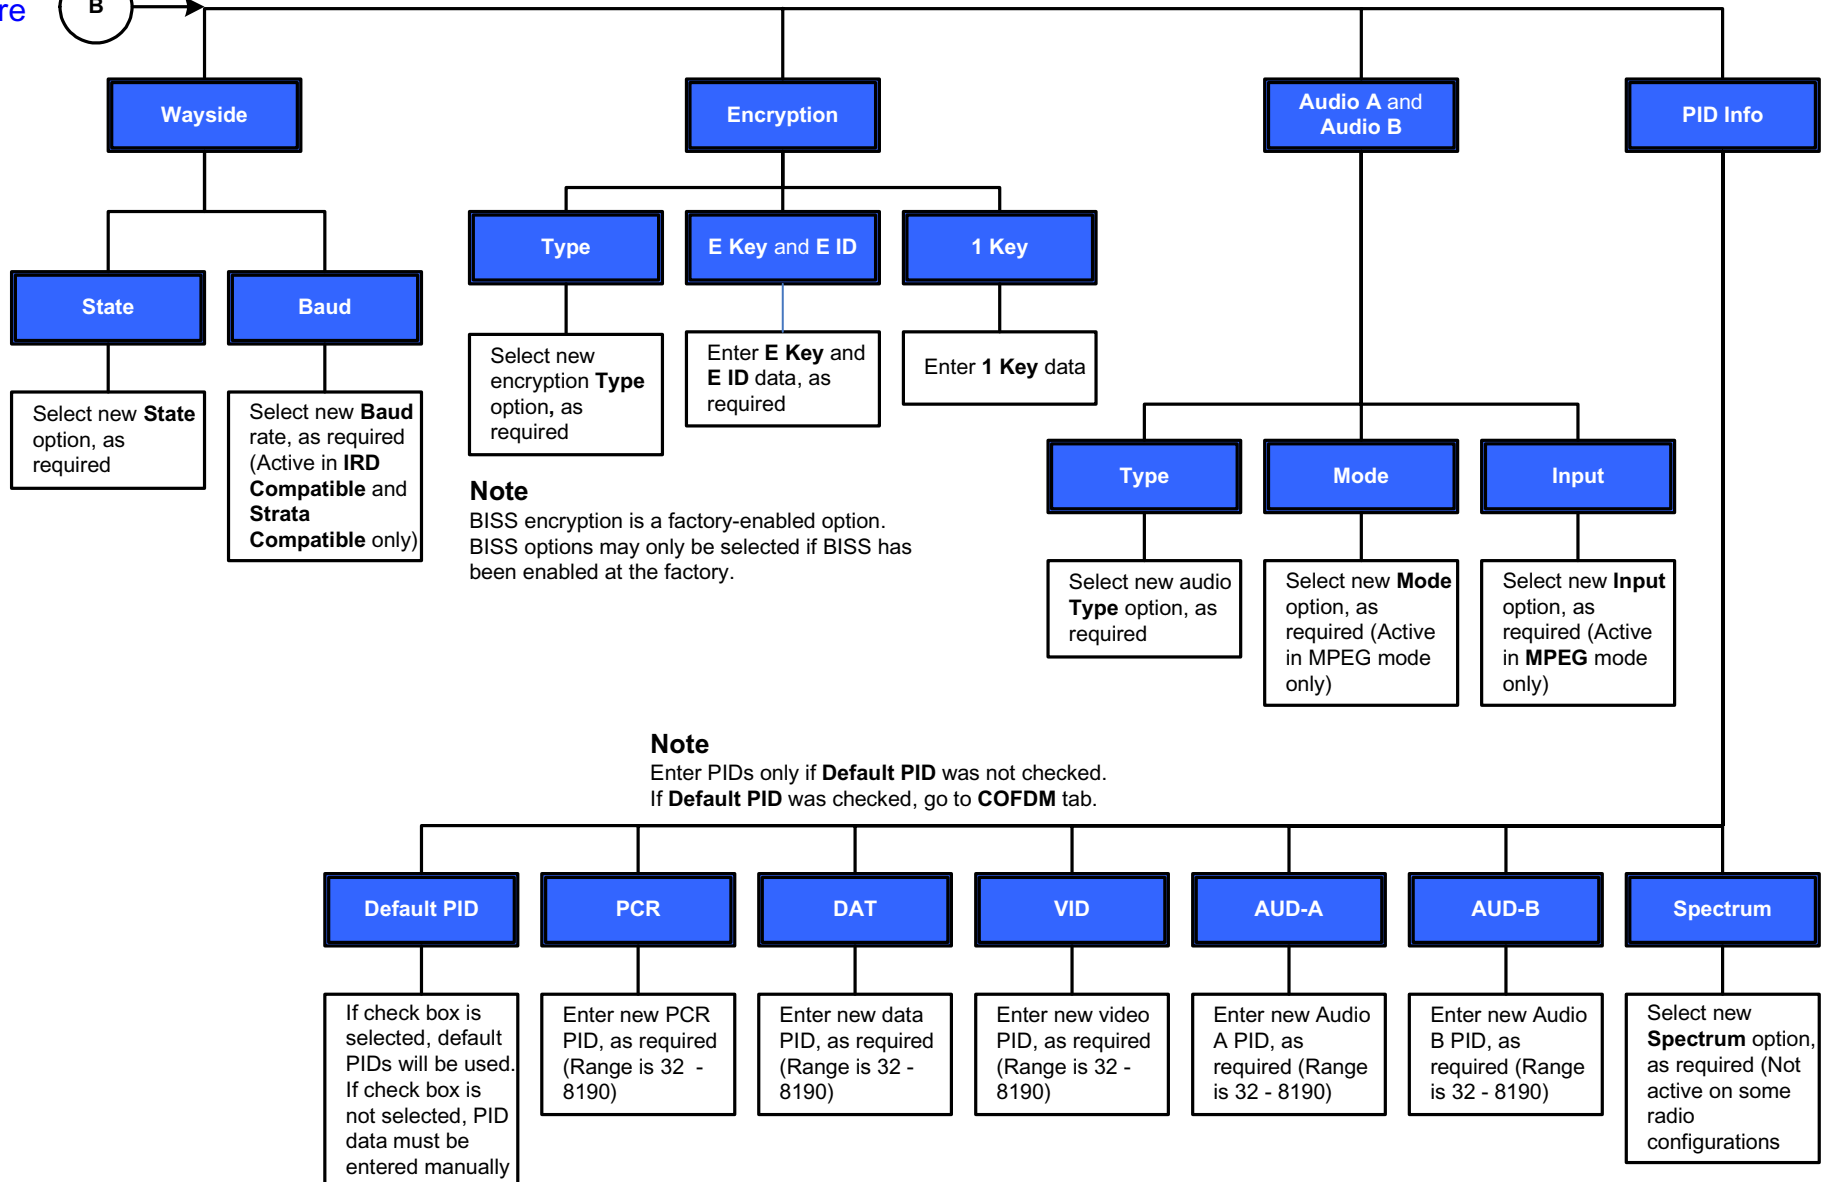 re
B
Wayside
Encryption
Audio A and
Audio B
PID Info
Type
E Key and E ID
1 Key
State
Baud
Select new
encryption Type
option, as
required
Enter E Key and
E ID data, as
required
Enter 1 Key data
Select new State
option, as
required
Select new Baud
rate, as required
(Active in IRD
Compatible and
Strata
Compatible only)
Note
BISS encryption is a factory-enabled option.
BISS options may only be selected if BISS has
been enabled at the factory.
Type
Mode
Input
Select new audio
Type option, as
required
Select new Mode
option, as
required (Active
in MPEG mode
only)
Select new Input
option, as
required (Active
in MPEG mode
only)
Note
Enter PIDs only if Default PID was not checked.
If Default PID was checked, go to COFDM tab.
Default PID
PCR
DAT
VID
AUD-A
AUD-B
Spectrum
If check box is
selected, default
PIDs will be used.
If check box is
not selected, PID
data must be
entered manually
Enter new PCR
PID, as required
(Range is 32 -
8190)
Enter new data
PID, as required
(Range is 32 -
8190)
Enter new video
PID, as required
(Range is 32 -
8190)
Enter new Audio
A PID, as
required (Range
is 32 - 8190)
Enter new Audio
B PID, as
required (Range
is 32 - 8190)
Select new
Spectrum option,
as required (Not
active on some
radio
configurations